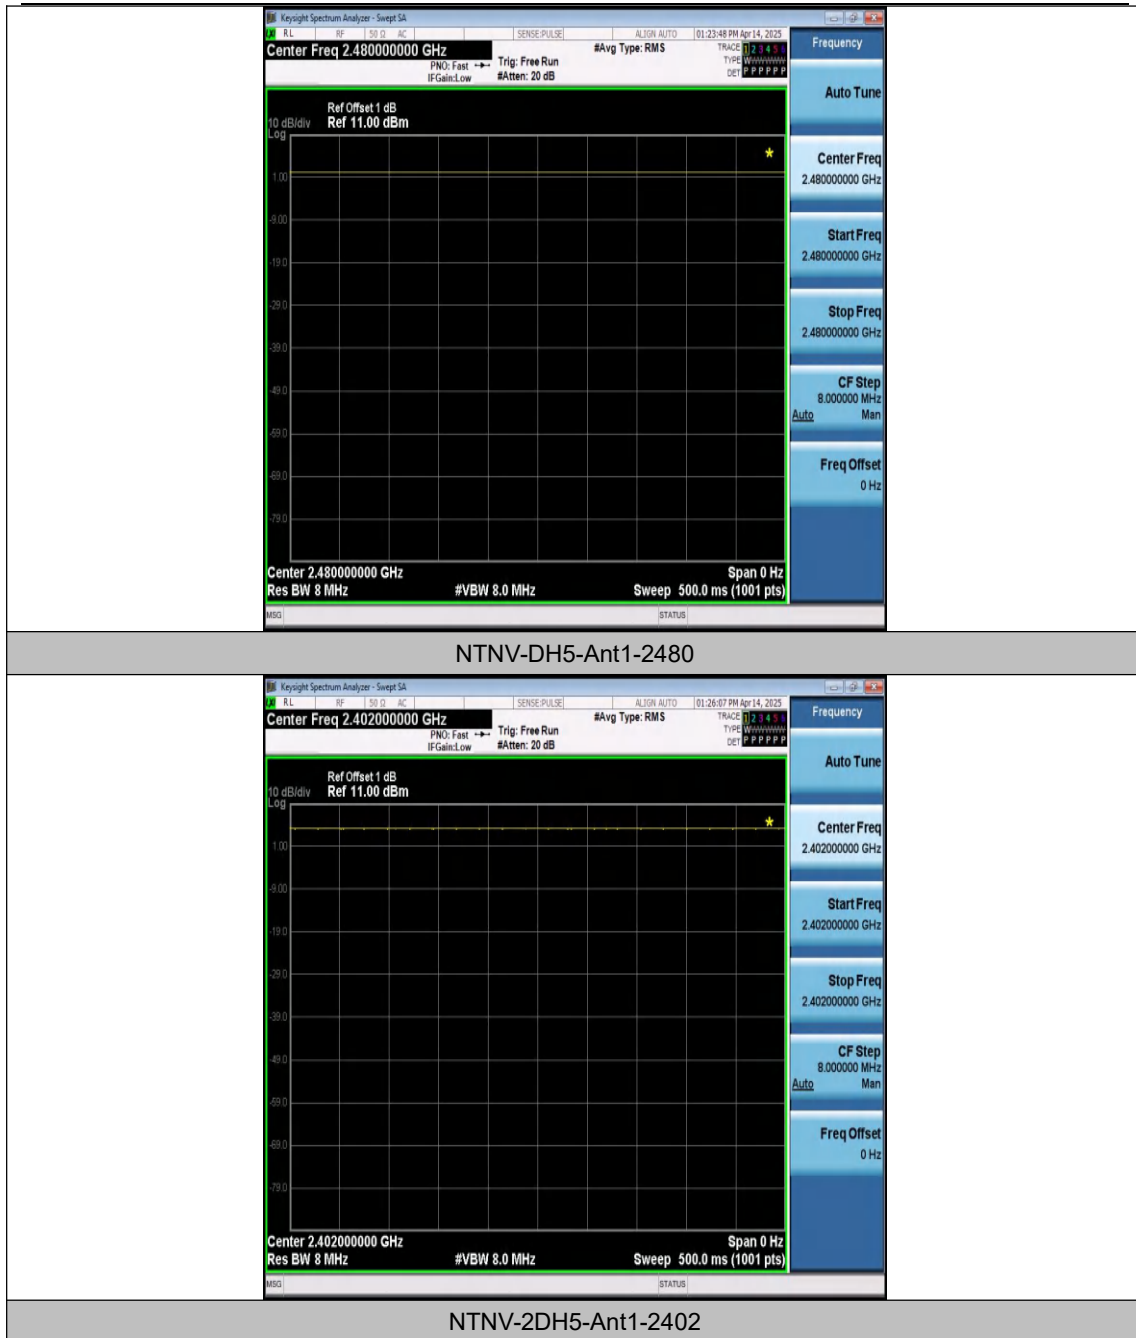 Keysight Spectrum Analyzer - Swept SA
RL RF 50 Ω AC SENSE:PULSE ALIGN AUTO 01:23:48 PM Apr 14, 2025
Center Freq 2.480000000 GHz
PNO: Fast
IFGain:Low
Trig: Free Run
#Atten: 20 dB
#Avg Type: RMS
TRACE 1 2 3 4 5 6
TYPE W
DET P P P P P P
Ref Offset 1 dB
10 dB/div Ref 11.00 dBm
Log
1.00
-9.00
-19.0
-29.0
-39.0
-49.0
-59.0
-69.0
-79.0
*
Center 2.480000000 GHz Span 0 Hz
Res BW 8 MHz #VBW 8.0 MHz Sweep 500.0 ms (1001 pts)
MSG STATUS
Frequency
Auto Tune
Center Freq
2.480000000 GHz
Start Freq
2.480000000 GHz
Stop Freq
2.480000000 GHz
CF Step
8.000000 MHz
Auto Man
Freq Offset
0 Hz
NTNV-DH5-Ant1-2480
Keysight Spectrum Analyzer - Swept SA
RL RF 50 Ω AC SENSE:PULSE ALIGN AUTO 01:26:07 PM Apr 14, 2025
Center Freq 2.402000000 GHz
PNO: Fast
IFGain:Low
Trig: Free Run
#Atten: 20 dB
#Avg Type: RMS
TRACE 1 2 3 4 5 6
TYPE W
DET P P P P P P
Ref Offset 1 dB
10 dB/div Ref 11.00 dBm
Log
1.00
-9.00
-19.0
-29.0
-39.0
-49.0
-59.0
-69.0
-79.0
*
Center 2.402000000 GHz Span 0 Hz
Res BW 8 MHz #VBW 8.0 MHz Sweep 500.0 ms (1001 pts)
MSG STATUS
Frequency
Auto Tune
Center Freq
2.402000000 GHz
Start Freq
2.402000000 GHz
Stop Freq
2.402000000 GHz
CF Step
8.000000 MHz
Auto Man
Freq Offset
0 Hz
NTNV-2DH5-Ant1-2402